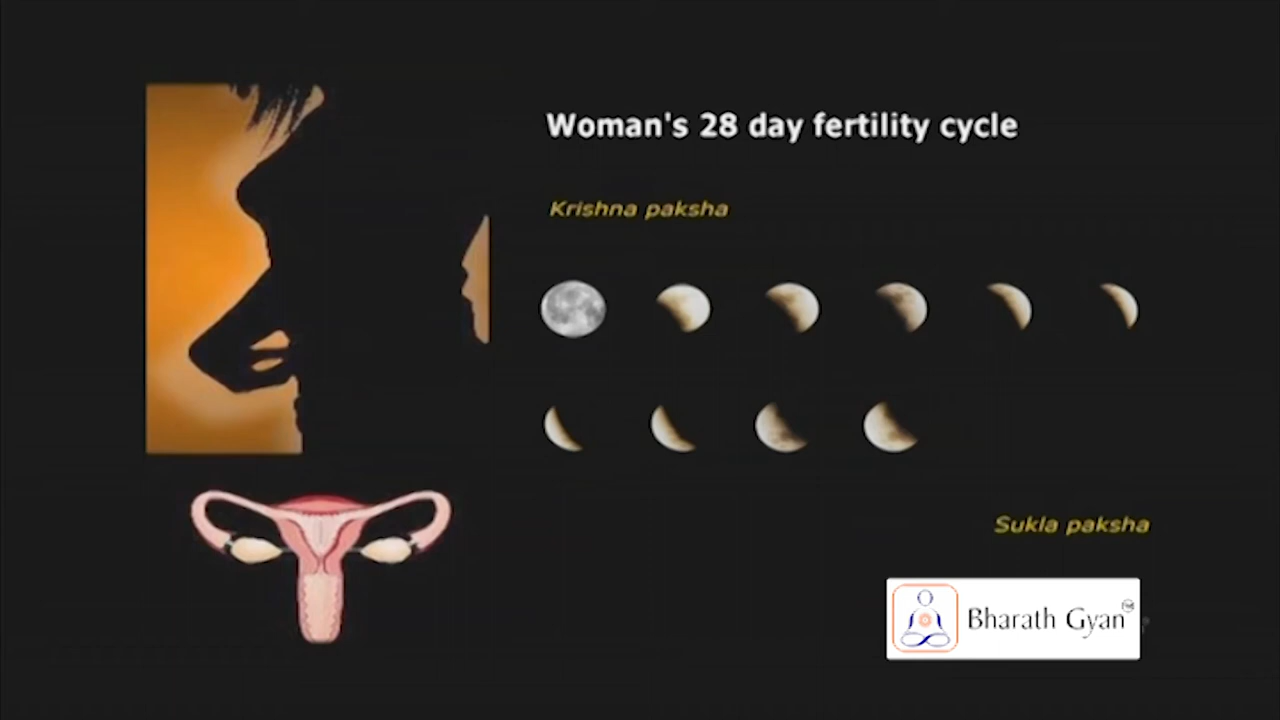 Woman's 28 day fertility cycle
Krishna paksha
Sukla paksha
Bharath Gyan